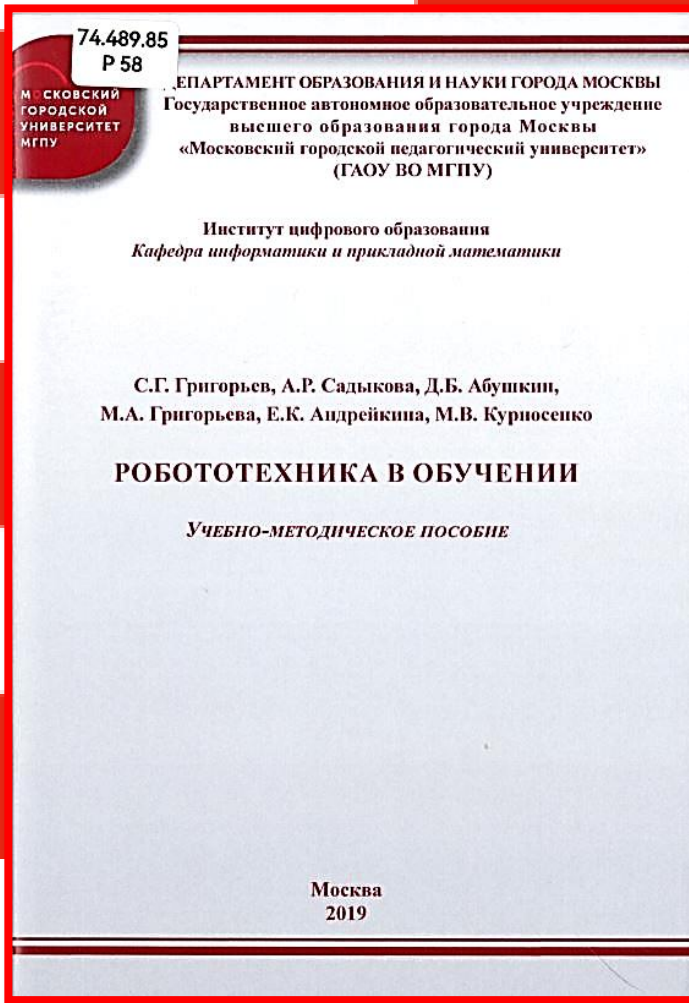 74.489.85
Р 58
МОСКОВСКИЙ
ГОРОДСКОЙ
УНИВЕРСИТЕТ
МГПУ
ДЕПАРТАМЕНТ ОБРАЗОВАНИЯ И НАУКИ ГОРОДА МОСКВЫ
Государственное автономное образовательное учреждение
высшего образования города Москвы
«Московский городской педагогический университет»
(ГАОУ ВО МГПУ)
Институт цифрового образования
Кафедра информатики и прикладной математики
С.Г. Григорьев, А.Р. Садыкова, Д.Б. Абушкин,
М.А. Григорьева, Е.К. Андрейкина, М.В. Курносенко
РОБОТОТЕХНИКА В ОБУЧЕНИИ
УЧЕБНО-МЕТОДИЧЕСКОЕ ПОСОБИЕ
Москва
2019